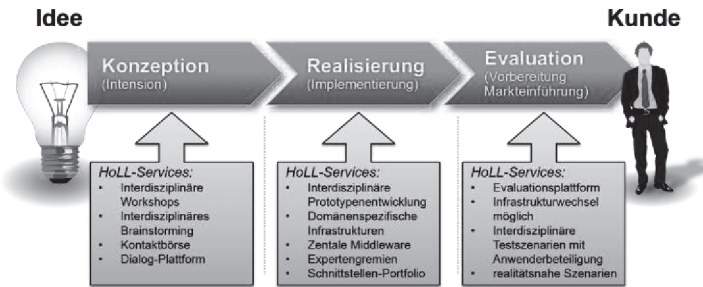 Idee
Kunde
Konzeption
(Intension)
Realisierung
(Implementierung)
Evaluation
(Vorbereitung
Markteinführung)
HoLL-Services:
• Interdisziplinäre
Workshops
• Interdisziplinäres
Brainstorming
• Kontaktbörse
• Dialog-Plattform
HoLL-Services:
• Interdisziplinäre
Prototypenentwicklung
• Domänenspezifische
Infrastrukturen
• Zentale Middleware
• Expertengremien
• Schnittstellen-Portfolio
HoLL-Services:
• Evaluationsplattform
• Infrastrukturwechsel
möglich
• Interdisziplinäre
Testszenarien mit
Anwenderbeteiligung
• realitätsnahe Szenarien